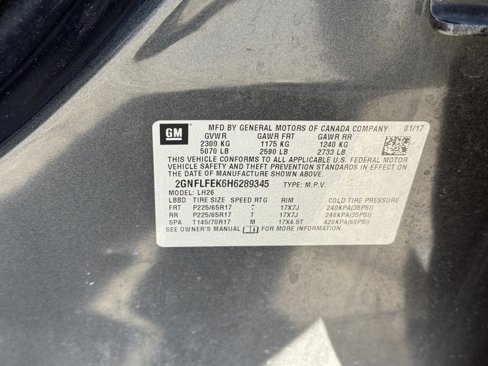 GM
MFD BY GENERAL MOTORS OF CANADA COMPANY 01/17
GVWR GAWR FRT GAWR RR
2300 KG 1175 KG 1240 KG
5070 LB 2590 LB 2733 LB
THIS VEHICLE CONFORMS TO ALL APPLICABLE U.S. FEDERAL MOTOR
VEHICLE SAFETY AND THEFT PREVENTION STANDARDS IN EFFECT
ON THE DATE OF MANUFACTURE SHOWN ABOVE.
2GNFLFEK6H6289345 TYPE: M.P.V.
MODEL: LH26
LBBD TIRE SIZE SPEED RTG RIM COLD TIRE PRESSURE
FRT P225/65R17 T 17X7J 240KPA(35PSI)
RR P225/65R17 T 17X7J 240KPA(35PSI)
SPA T145/70R17 M 17X4.5T 420KPA(60PSI)
SEE OWNER'S MANUAL FOR MORE INFORMATION.